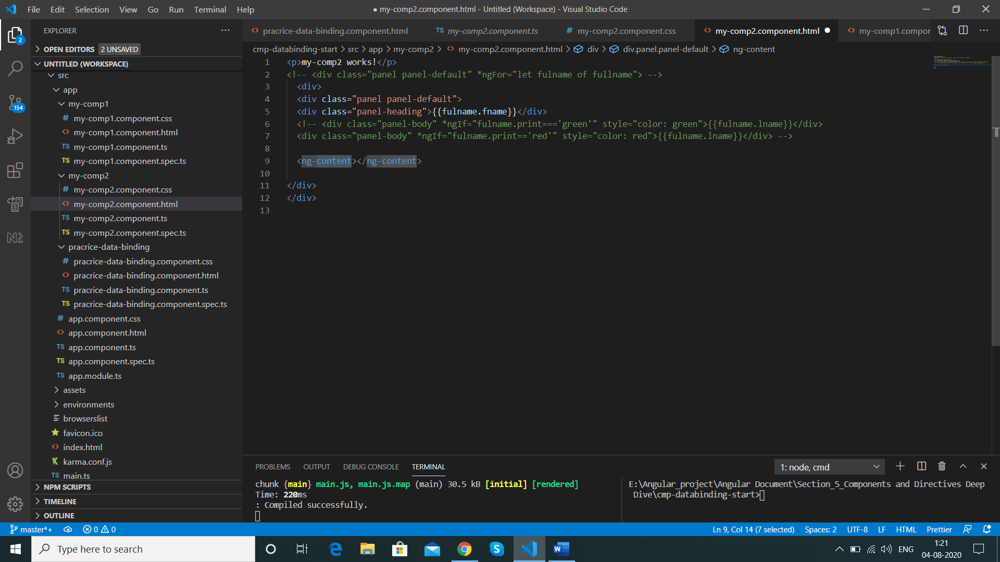 File Edit Selection View Go Run Terminal Help
● my-comp2.component.html - Untitled (Workspace) - Visual Studio Code
EXPLORER
pracrice-data-binding.component.html
TS my-comp2.component.ts
# my-comp2.component.css
my-comp2.component.html
my-comp1.compor
OPEN EDITORS 2 UNSAVED
cmp-databinding-start > src > app > my-comp2 > my-comp2.component.html > div > div.panel.panel-default > ng-content
UNTITLED (WORKSPACE)
src
app
my-comp1
# my-comp1.component.css
my-comp1.component.html
TS my-comp1.component.ts
TS my-comp1.component.spec.ts
my-comp2
# my-comp2.component.css
my-comp2.component.html
TS my-comp2.component.ts
TS my-comp2.component.spec.ts
pracrice-data-binding
# pracrice-data-binding.component.css
pracrice-data-binding.component.html
TS pracrice-data-binding.component.ts
TS pracrice-data-binding.component.spec.ts
# app.component.css
app.component.html
TS app.component.ts
TS app.component.spec.ts
TS app.module.ts
assets
environments
browserslist
favicon.ico
index.html
K karma.conf.js
TS main.ts
NPM SCRIPTS
TIMELINE
OUTLINE
2
154
1 <p>my-comp2 works!</p>
2 <!-- <div class="panel panel-default" *ngFor="let fulname of fullname"> -->
3 <div>
4 <div class="panel panel-default">
5 <div class="panel-heading">{{fulname.fname}}</div>
6 <!-- <div class="panel-body" *ngIf="fulname.print==='green'" style="color: green">{{fulname.lname}}</div>
7 <div class="panel-body" *ngIf="fulname.print=='red'" style="color: red">{{fulname.lname}}</div> -->
8
9 <ng-content></ng-content>
10
11 </div>
12 </div>
13
PROBLEMS OUTPUT DEBUG CONSOLE TERMINAL
1: node, cmd
chunk {main} main.js, main.js.map (main) 30.5 kB [initial] [rendered]
Time: 220ms
: Compiled successfully.
E:\Angular_project\Angular Document\Section_5_Components and Directives Deep
Dive\cmp-databinding-start>
master*+ 0 0
Ln 9, Col 14 (7 selected) Spaces: 2 UTF-8 LF HTML Prettier
Type here to search
ENG
1:21
04-08-2020